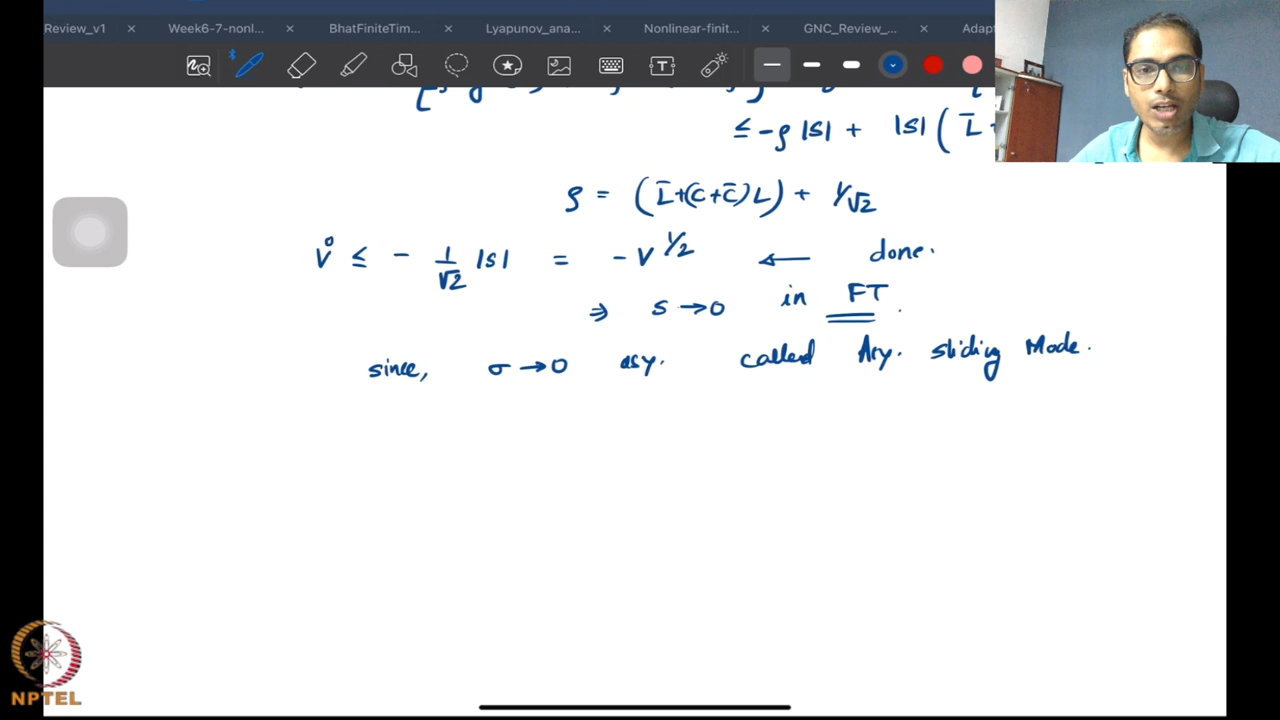 Review_v1 Week6-7-nonl... BhatFiniteTim... Lyapunov_ana... Nonlinear-finit... GNC_Review_... Adap
≤ -ρ |S| + |S| ( L̄
ρ = (L̄+(C+C̄)L) + 1/√2
V̇ ≤ - 1/√2 |S| = - V^1/2 ← done.
⇒ S → 0 in FT.
since, σ → 0 asy. called Asy. sliding Mode.
NPTEL